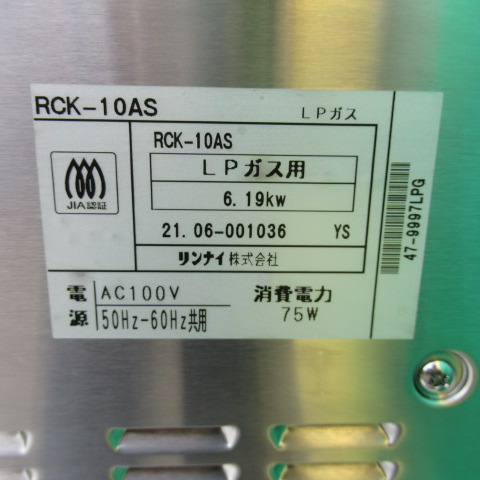 RCK-10AS LPガス
JIA認証
RCK-10AS
LPガス用
6.19kw
21.06-001036 YS
リンナイ株式会社
電源 AC100V
50Hz-60Hz共用
消費電力
75W
47-9997LPG